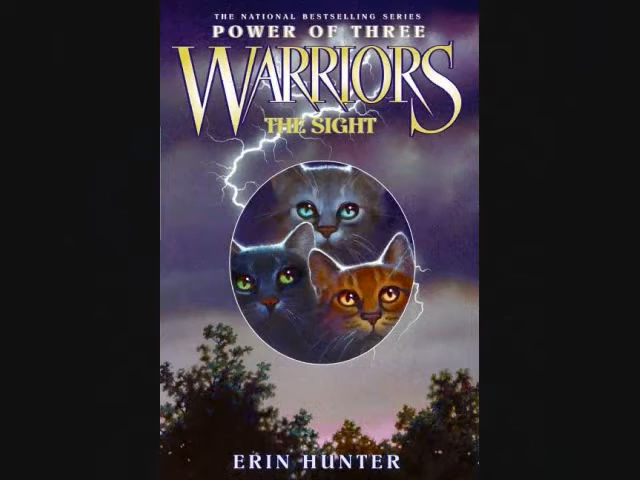 THE NATIONAL BESTSELLING SERIES
POWER OF THREE
WARRIORS
THE SIGHT
ERIN HUNTER